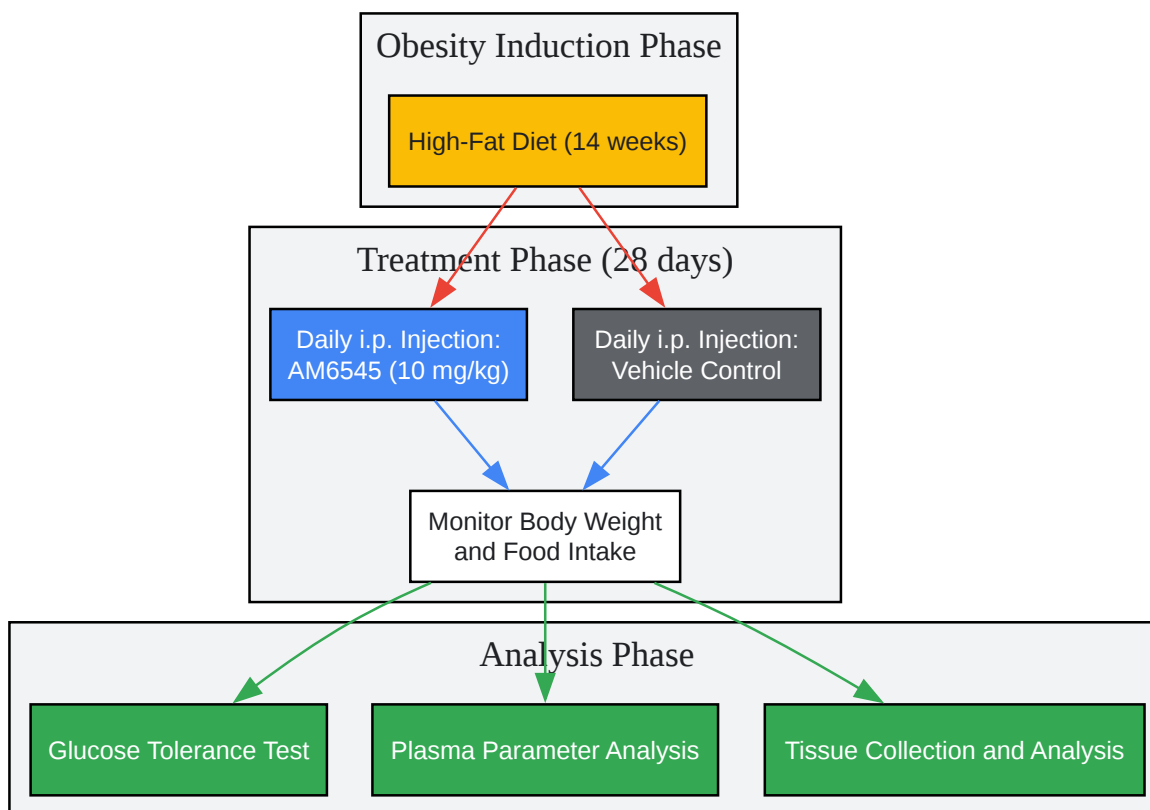 Obesity Induction Phase
High-Fat Diet (14 weeks)
Treatment Phase (28 days)
Daily i.p. Injection:
AM6545 (10 mg/kg)
Daily i.p. Injection:
Vehicle Control
Monitor Body Weight
and Food Intake
Analysis Phase
Glucose Tolerance Test
Plasma Parameter Analysis
Tissue Collection and Analysis